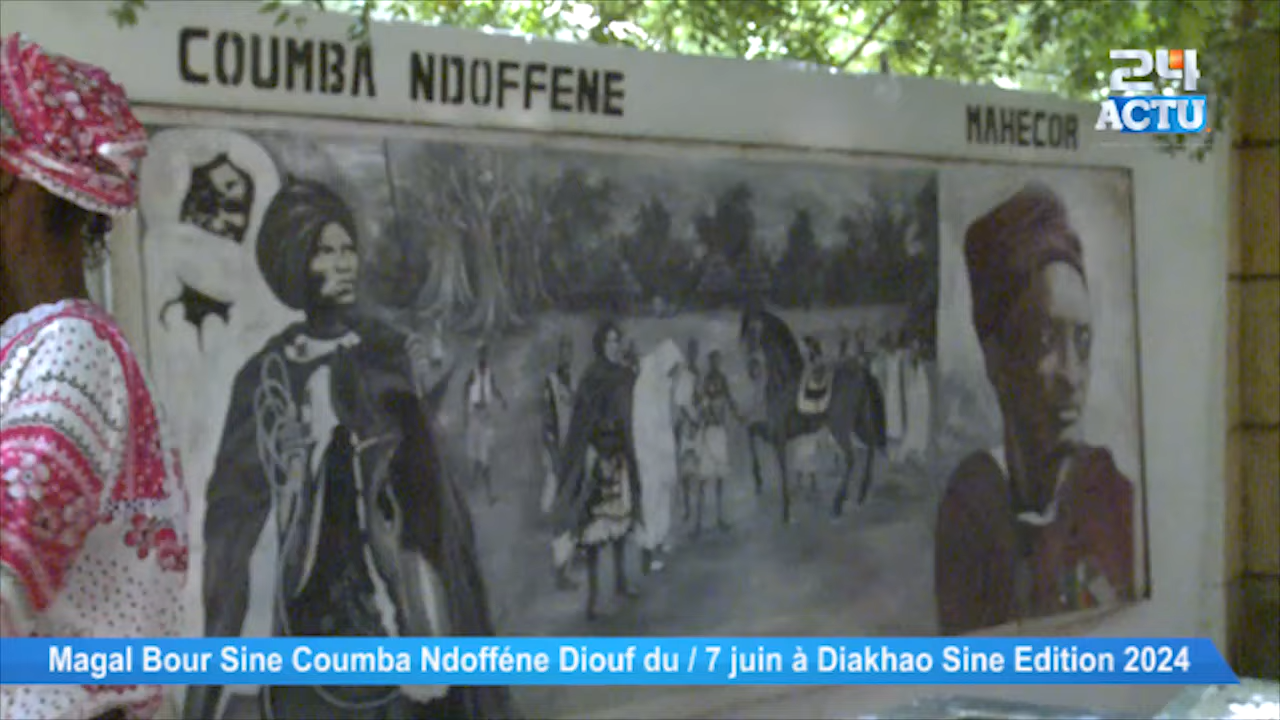 COUMBA NDOFFENE
MAHECOR
24
ACTU
Magal Bour Sine Coumba Ndofféne Diouf du / 7 juin à Diakhao Sine Edition 2024